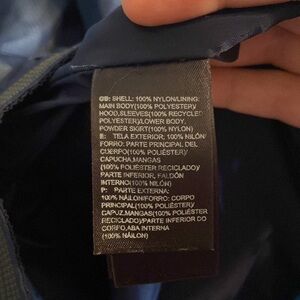 GB: SHELL: 100% NYLON/LINING:
MAIN BODY(100% POLYESTER)/
HOOD,SLEEVES(100% RECYCLED
POLYESTER)/LOWER BODY,
POWDER SKIRT(100% NYLON)
E: TELA EXTERIOR, 100% NILÓN/
FORRO: PARTE PRINCIPAL DEL
CUERPO(100% POLIÉSTER)/
CAPUCHA,MANGAS
(100% POLIÉSTER RECICLADO)/
PARTE INFERIOR, FALDÓN
INTERNO(100% NILÓN)
P: PARTE EXTERNA:
100% NÁILON/FORRO: CORPO
PRINCIPAL(100% POLIÉSTER)/
CAPUZ,MANGAS(100% POLIÉSTER
RECICLADO)/PARTE INFERIOR DO
CORPO,ABA INTERNA
(100% NÁILON)